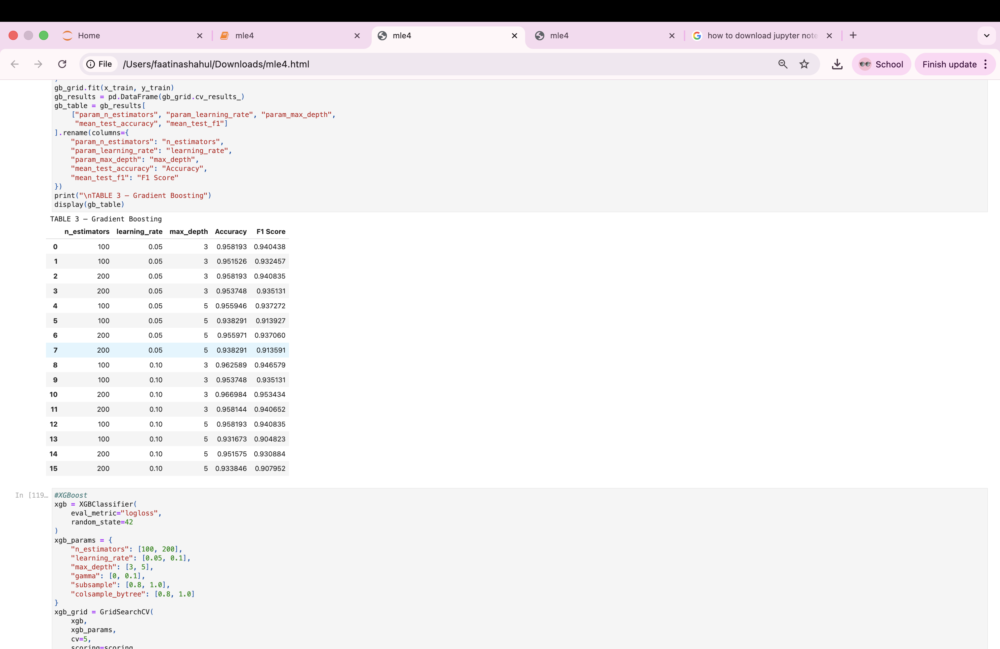 Home
mle4
mle4
mle4
how to download jupyter note
File /Users/faatinashahul/Downloads/mle4.html
School
Finish update
gb_grid.fit(x_train, y_train)
gb_results = pd.DataFrame(gb_grid.cv_results_)
gb_table = gb_results[
    ["param_n_estimators", "param_learning_rate", "param_max_depth",
     "mean_test_accuracy", "mean_test_f1"]
].rename(columns={
    "param_n_estimators": "n_estimators",
    "param_learning_rate": "learning_rate",
    "param_max_depth": "max_depth",
    "mean_test_accuracy": "Accuracy",
    "mean_test_f1": "F1 Score"
})
print("\nTABLE 3 — Gradient Boosting")
display(gb_table)
TABLE 3 — Gradient Boosting
n_estimators learning_rate max_depth Accuracy F1 Score
0 100 0.05 3 0.958193 0.940438
1 100 0.05 3 0.951526 0.932457
2 200 0.05 3 0.958193 0.940835
3 200 0.05 3 0.953748 0.935131
4 100 0.05 5 0.955946 0.937272
5 100 0.05 5 0.938291 0.913927
6 200 0.05 5 0.955971 0.937060
7 200 0.05 5 0.938291 0.913591
8 100 0.10 3 0.962589 0.946579
9 100 0.10 3 0.953748 0.935131
10 200 0.10 3 0.966984 0.953434
11 200 0.10 3 0.958144 0.940652
12 100 0.10 5 0.958193 0.940835
13 100 0.10 5 0.931673 0.904823
14 200 0.10 5 0.951575 0.930884
15 200 0.10 5 0.933846 0.907952
In [119…
#XGBoost
xgb = XGBClassifier(
    eval_metric="logloss",
    random_state=42
)
xgb_params = {
    "n_estimators": [100, 200],
    "learning_rate": [0.05, 0.1],
    "max_depth": [3, 5],
    "gamma": [0, 0.1],
    "subsample": [0.8, 1.0],
    "colsample_bytree": [0.8, 1.0]
}
xgb_grid = GridSearchCV(
    xgb,
    xgb_params,
    cv=5,
    scoring=scoring